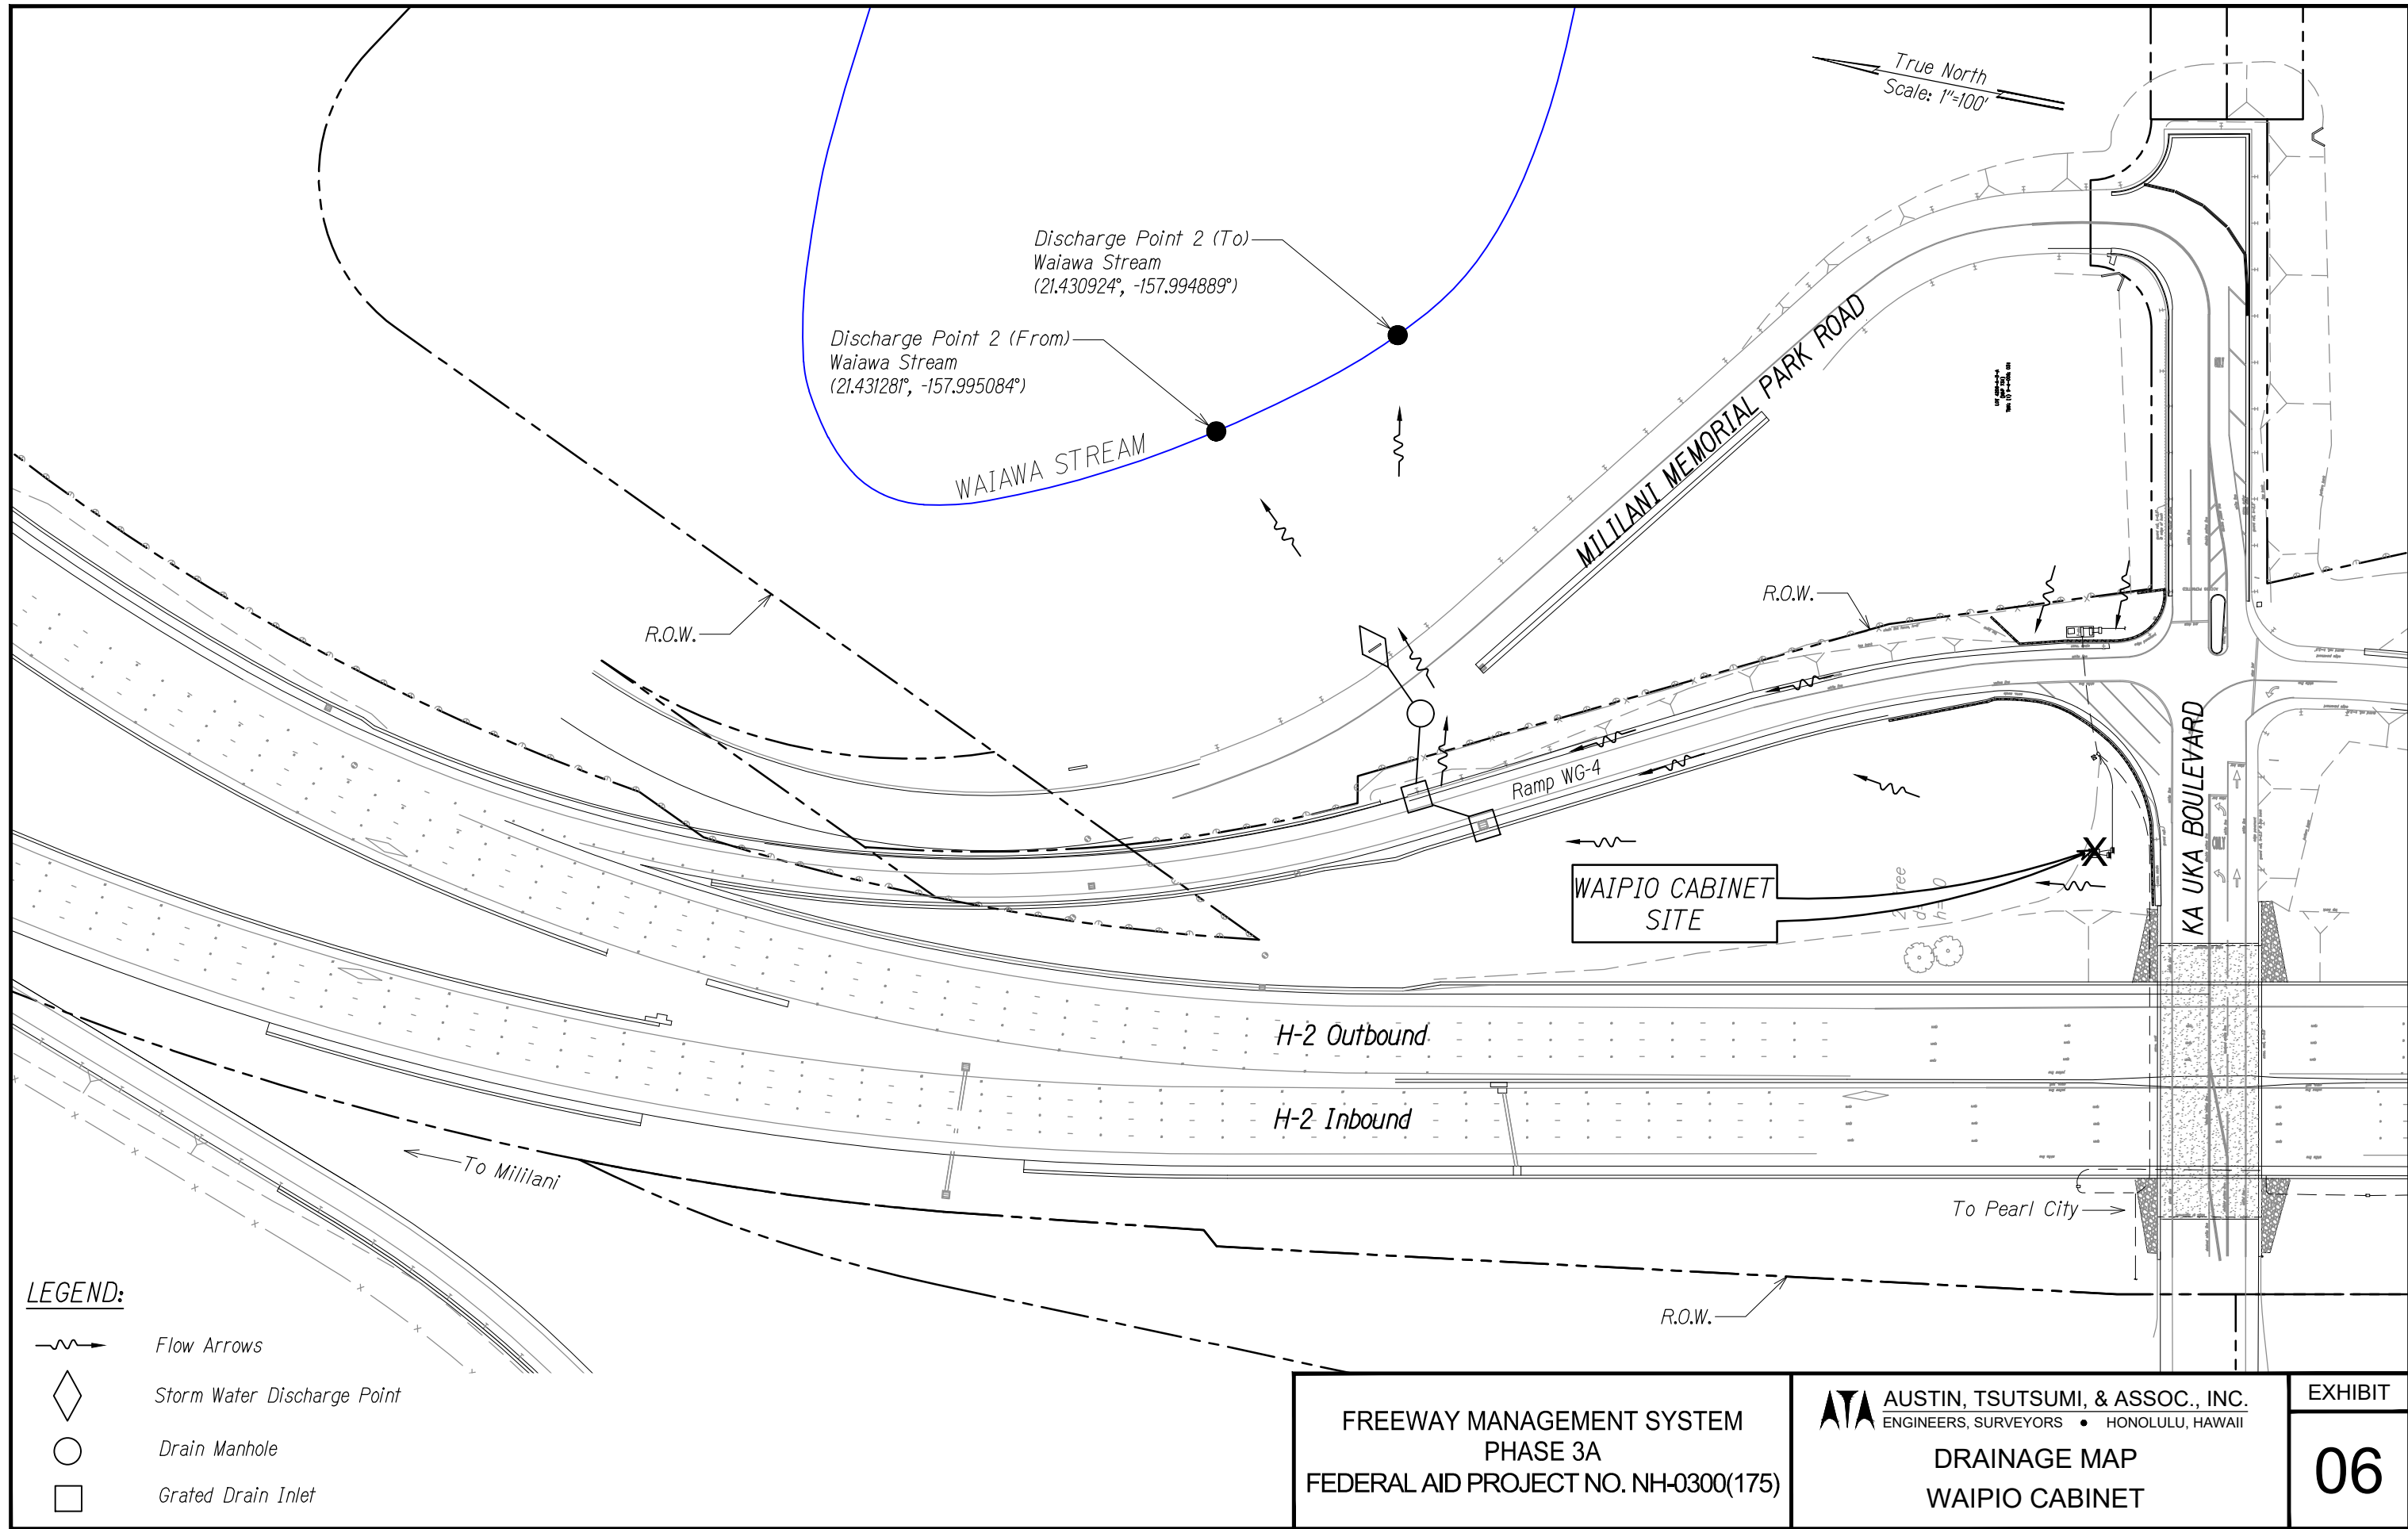 True North
Scale: 1"=100'
Discharge Point 2 (To)
Waiawa Stream
(21.430924°, -157.994889°)
Discharge Point 2 (From)
Waiawa Stream
(21.431281°, -157.995084°)
WAIAWA STREAM
MILILANI MEMORIAL PARK ROAD
R.O.W.
R.O.W.
Ramp WG-4
KA UKA BOULEVARD
WAIPIO CABINET
SITE
ONLY
H-2 Outbound
H-2 Inbound
To Mililani
To Pearl City
R.O.W.
LEGEND:
Flow Arrows
Storm Water Discharge Point
Drain Manhole
Grated Drain Inlet
FREEWAY MANAGEMENT SYSTEM
PHASE 3A
FEDERAL AID PROJECT NO. NH-0300(175)
ATA
AUSTIN, TSUTSUMI, & ASSOC., INC.
ENGINEERS, SURVEYORS • HONOLULU, HAWAII
DRAINAGE MAP
WAIPIO CABINET
EXHIBIT
06